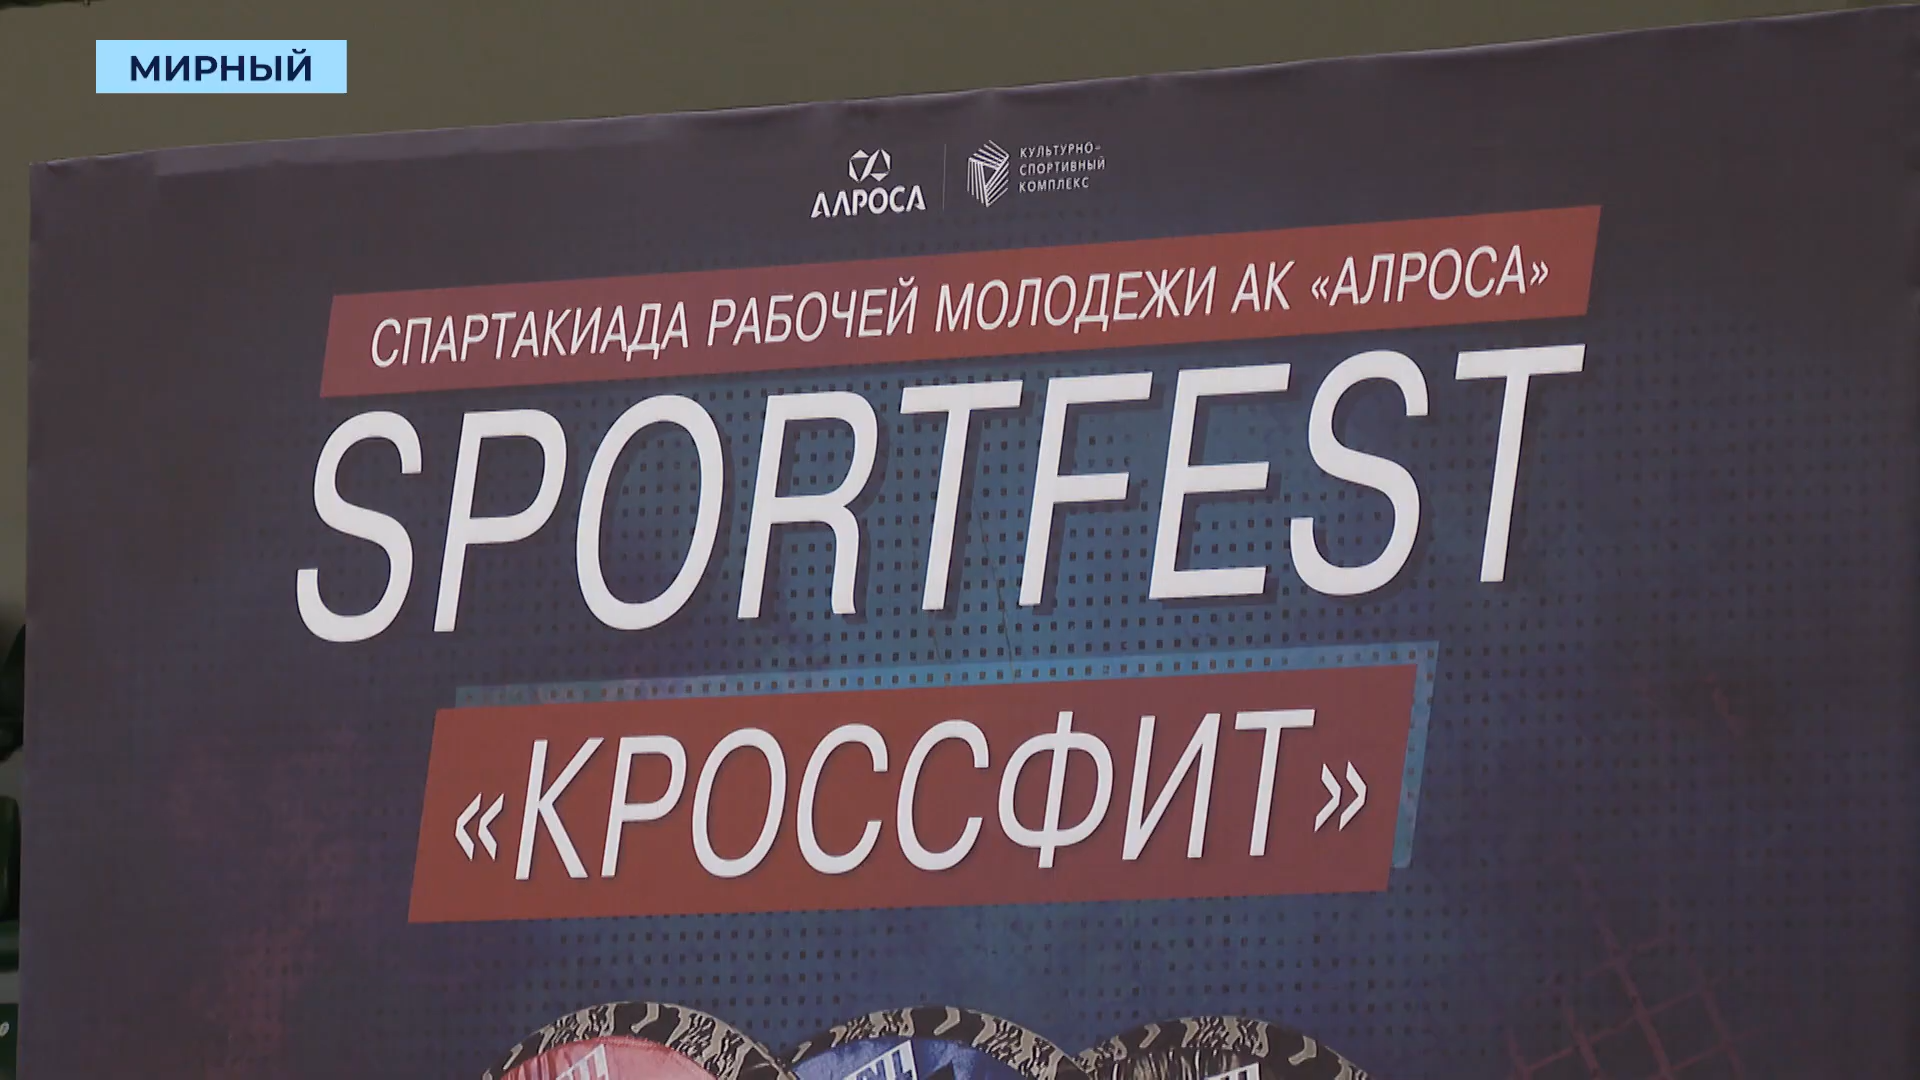 МИРНЫЙ
АЛРОСА
КУЛЬТУРНО-
СПОРТИВНЫЙ
КОМПЛЕКС
СПАРТАКИАДА РАБОЧЕЙ МОЛОДЕЖИ АК «АЛРОСА»
SPORTFEST
«КРОССФИТ»